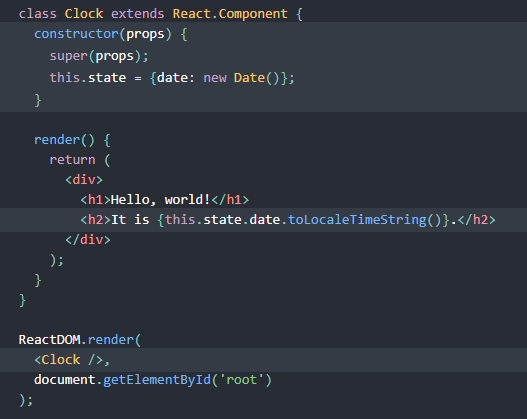 class Clock extends React.Component {
  constructor(props) {
    super(props);
    this.state = {date: new Date()};
  }

  render() {
    return (
      <div>
        <h1>Hello, world!</h1>
        <h2>It is {this.state.date.toLocaleTimeString()}.</h2>
      </div>
    );
  }
}

ReactDOM.render(
  <Clock />,
  document.getElementById('root')
);